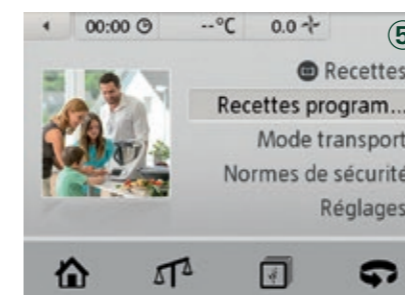 00:00 --°C 0.0 5
Recettes
Recettes program...
Mode transport
Normes de sécurité
Réglages